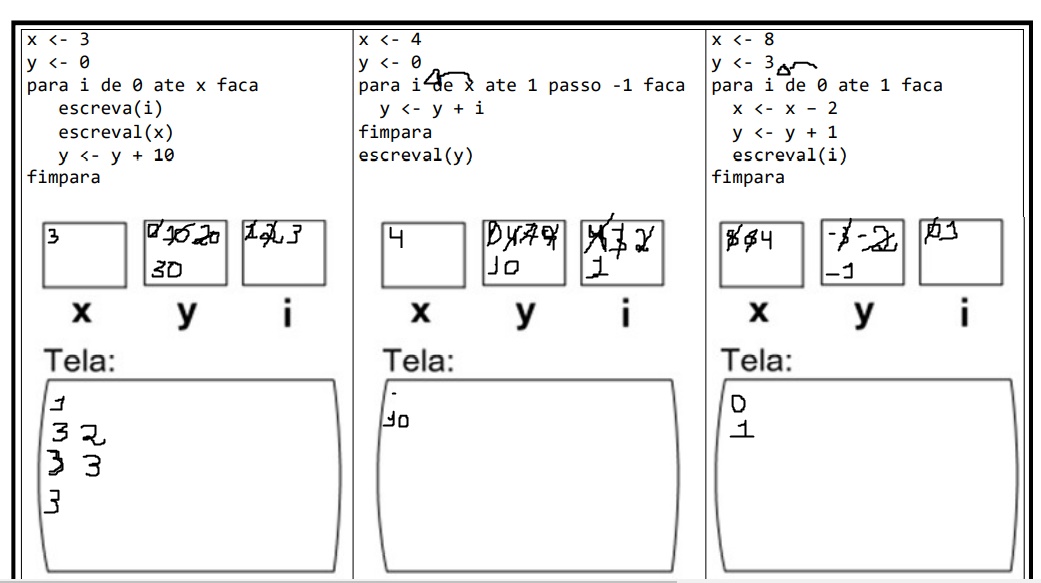 x <- 3
y <- 0
para i de 0 ate x faca
escreva(i)
escreval(x)
y <- y + 10
fimpara
3
0 10 20
30
1 2 3
x y i
Tela:
1
3 2
3 3
3
x <- 4
y <- 0
para i de x ate 1 passo -1 faca
y <- y + i
fimpara
escreval(y)
4
0 4 7 9
10
4 3 2
1
x y i
Tela:
10
x <- 8
y <- 3
para i de 0 ate 1 faca
x <- x – 2
y <- y + 1
escreval(i)
fimpara
8 6 4
-3 -2
-1
0 1
x y i
Tela:
0
1